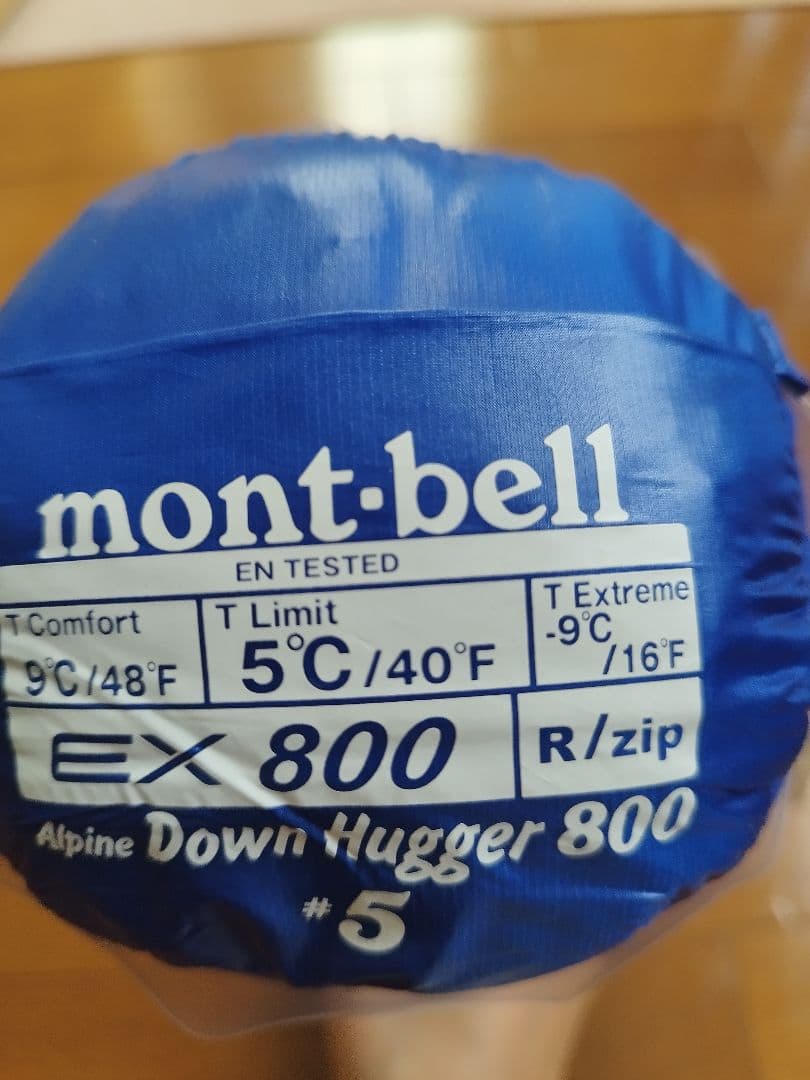 mont-bell
EN TESTED
T Comfort
9°C/48°F
T Limit
5°C/40°F
T Extreme
-9°C
/16°F
EX 800
R/zip
Alpine Down Hugger 800
#5